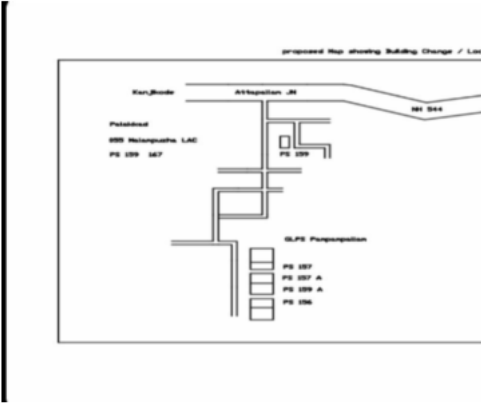 proposed Map showing Building Change / Loc
Kanjikode
Attapallam JN
NH 544
Palakkad
055 Malampuzha LAC
PS 159 167
PS 159
GLPS Pampampallam
PS 157
PS 157 A
PS 159 A
PS 156